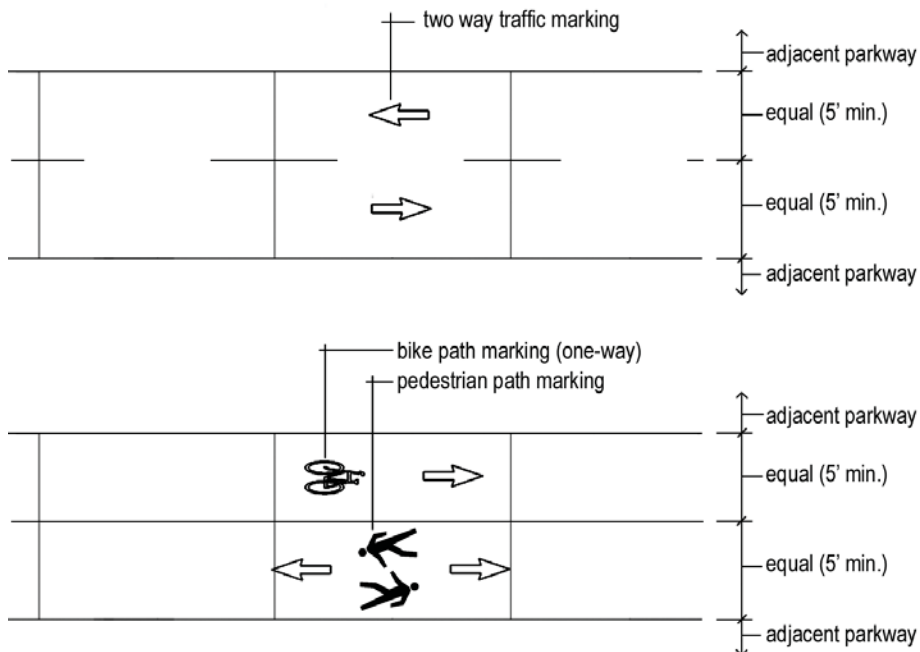 two way traffic marking
adjacent parkway
equal (5' min.)
equal (5' min.)
adjacent parkway
bike path marking (one-way)
pedestrian path marking
adjacent parkway
equal (5' min.)
equal (5' min.)
adjacent parkway